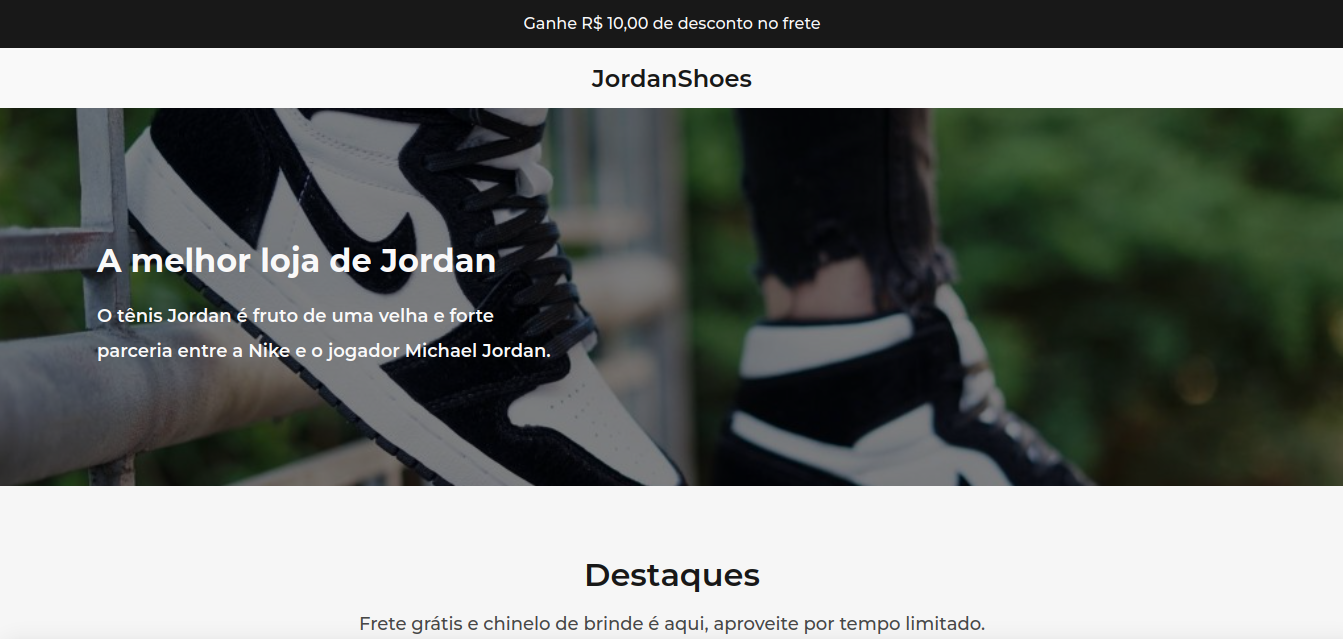 Ganhe R$ 10,00 de desconto no frete
JordanShoes
A melhor loja de Jordan
O tênis Jordan é fruto de uma velha e forte
parceria entre a Nike e o jogador Michael Jordan.
Destaques
Frete grátis e chinelo de brinde é aqui, aproveite por tempo limitado.